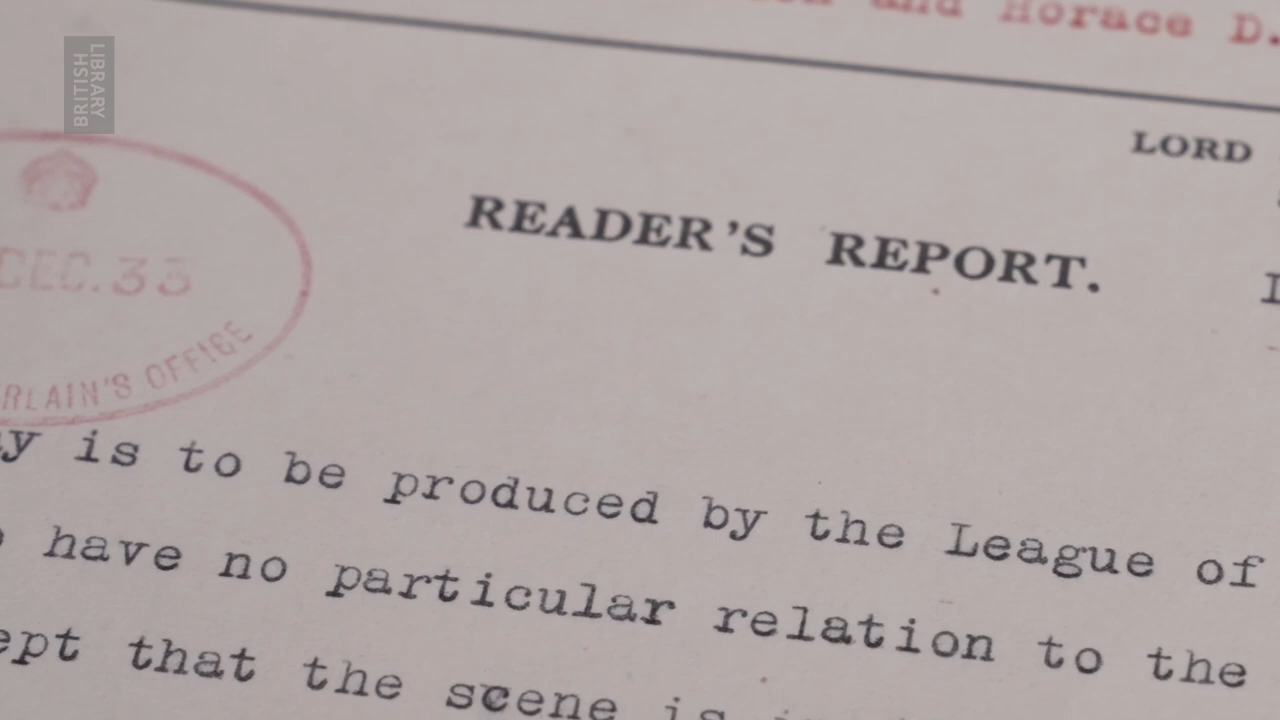 BRITISH
LIBRARY
and Horace D.
LORD
READER'S REPORT.
DEC.33
RLAIN'S OFFICE
is to be produced by the League of
have no particular relation to the
that the scene is